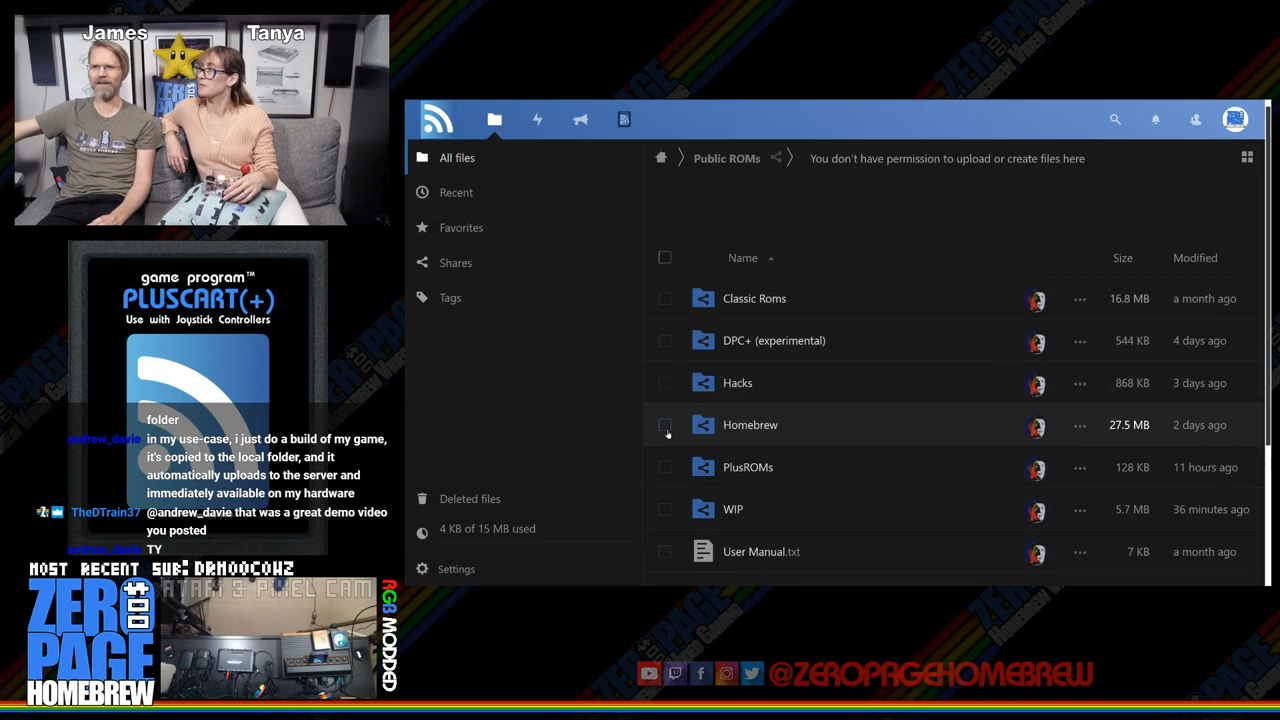 James Tanya
game program™
PLUSCART(+)
Use with Joystick Controllers
folder
andrew_davie in my use-case, i just do a build of my game,
it's copied to the local folder, and it
automatically uploads to the server and
immediately available on my hardware
TheDTrain37 @andrew_davie that was a great demo video
you posted
andrew_davie TY
MOST RECENT SUB: DRMOOCOWZ
ATARI & PIXEL CAM
ZERO
PAGE
HOMEBREW
RGB MODDED
All files
Recent
Favorites
Shares
Tags
Deleted files
4 KB of 15 MB used
Settings
Public ROMs You don't have permission to upload or create files here
Name Size Modified
Classic Roms 16.8 MB a month ago
DPC+ (experimental) 544 KB 4 days ago
Hacks 868 KB 3 days ago
Homebrew 27.5 MB 2 days ago
PlusROMs 128 KB 11 hours ago
WIP 5.7 MB 36 minutes ago
User Manual.txt 7 KB a month ago
@ZEROPAGEHOMEBREW